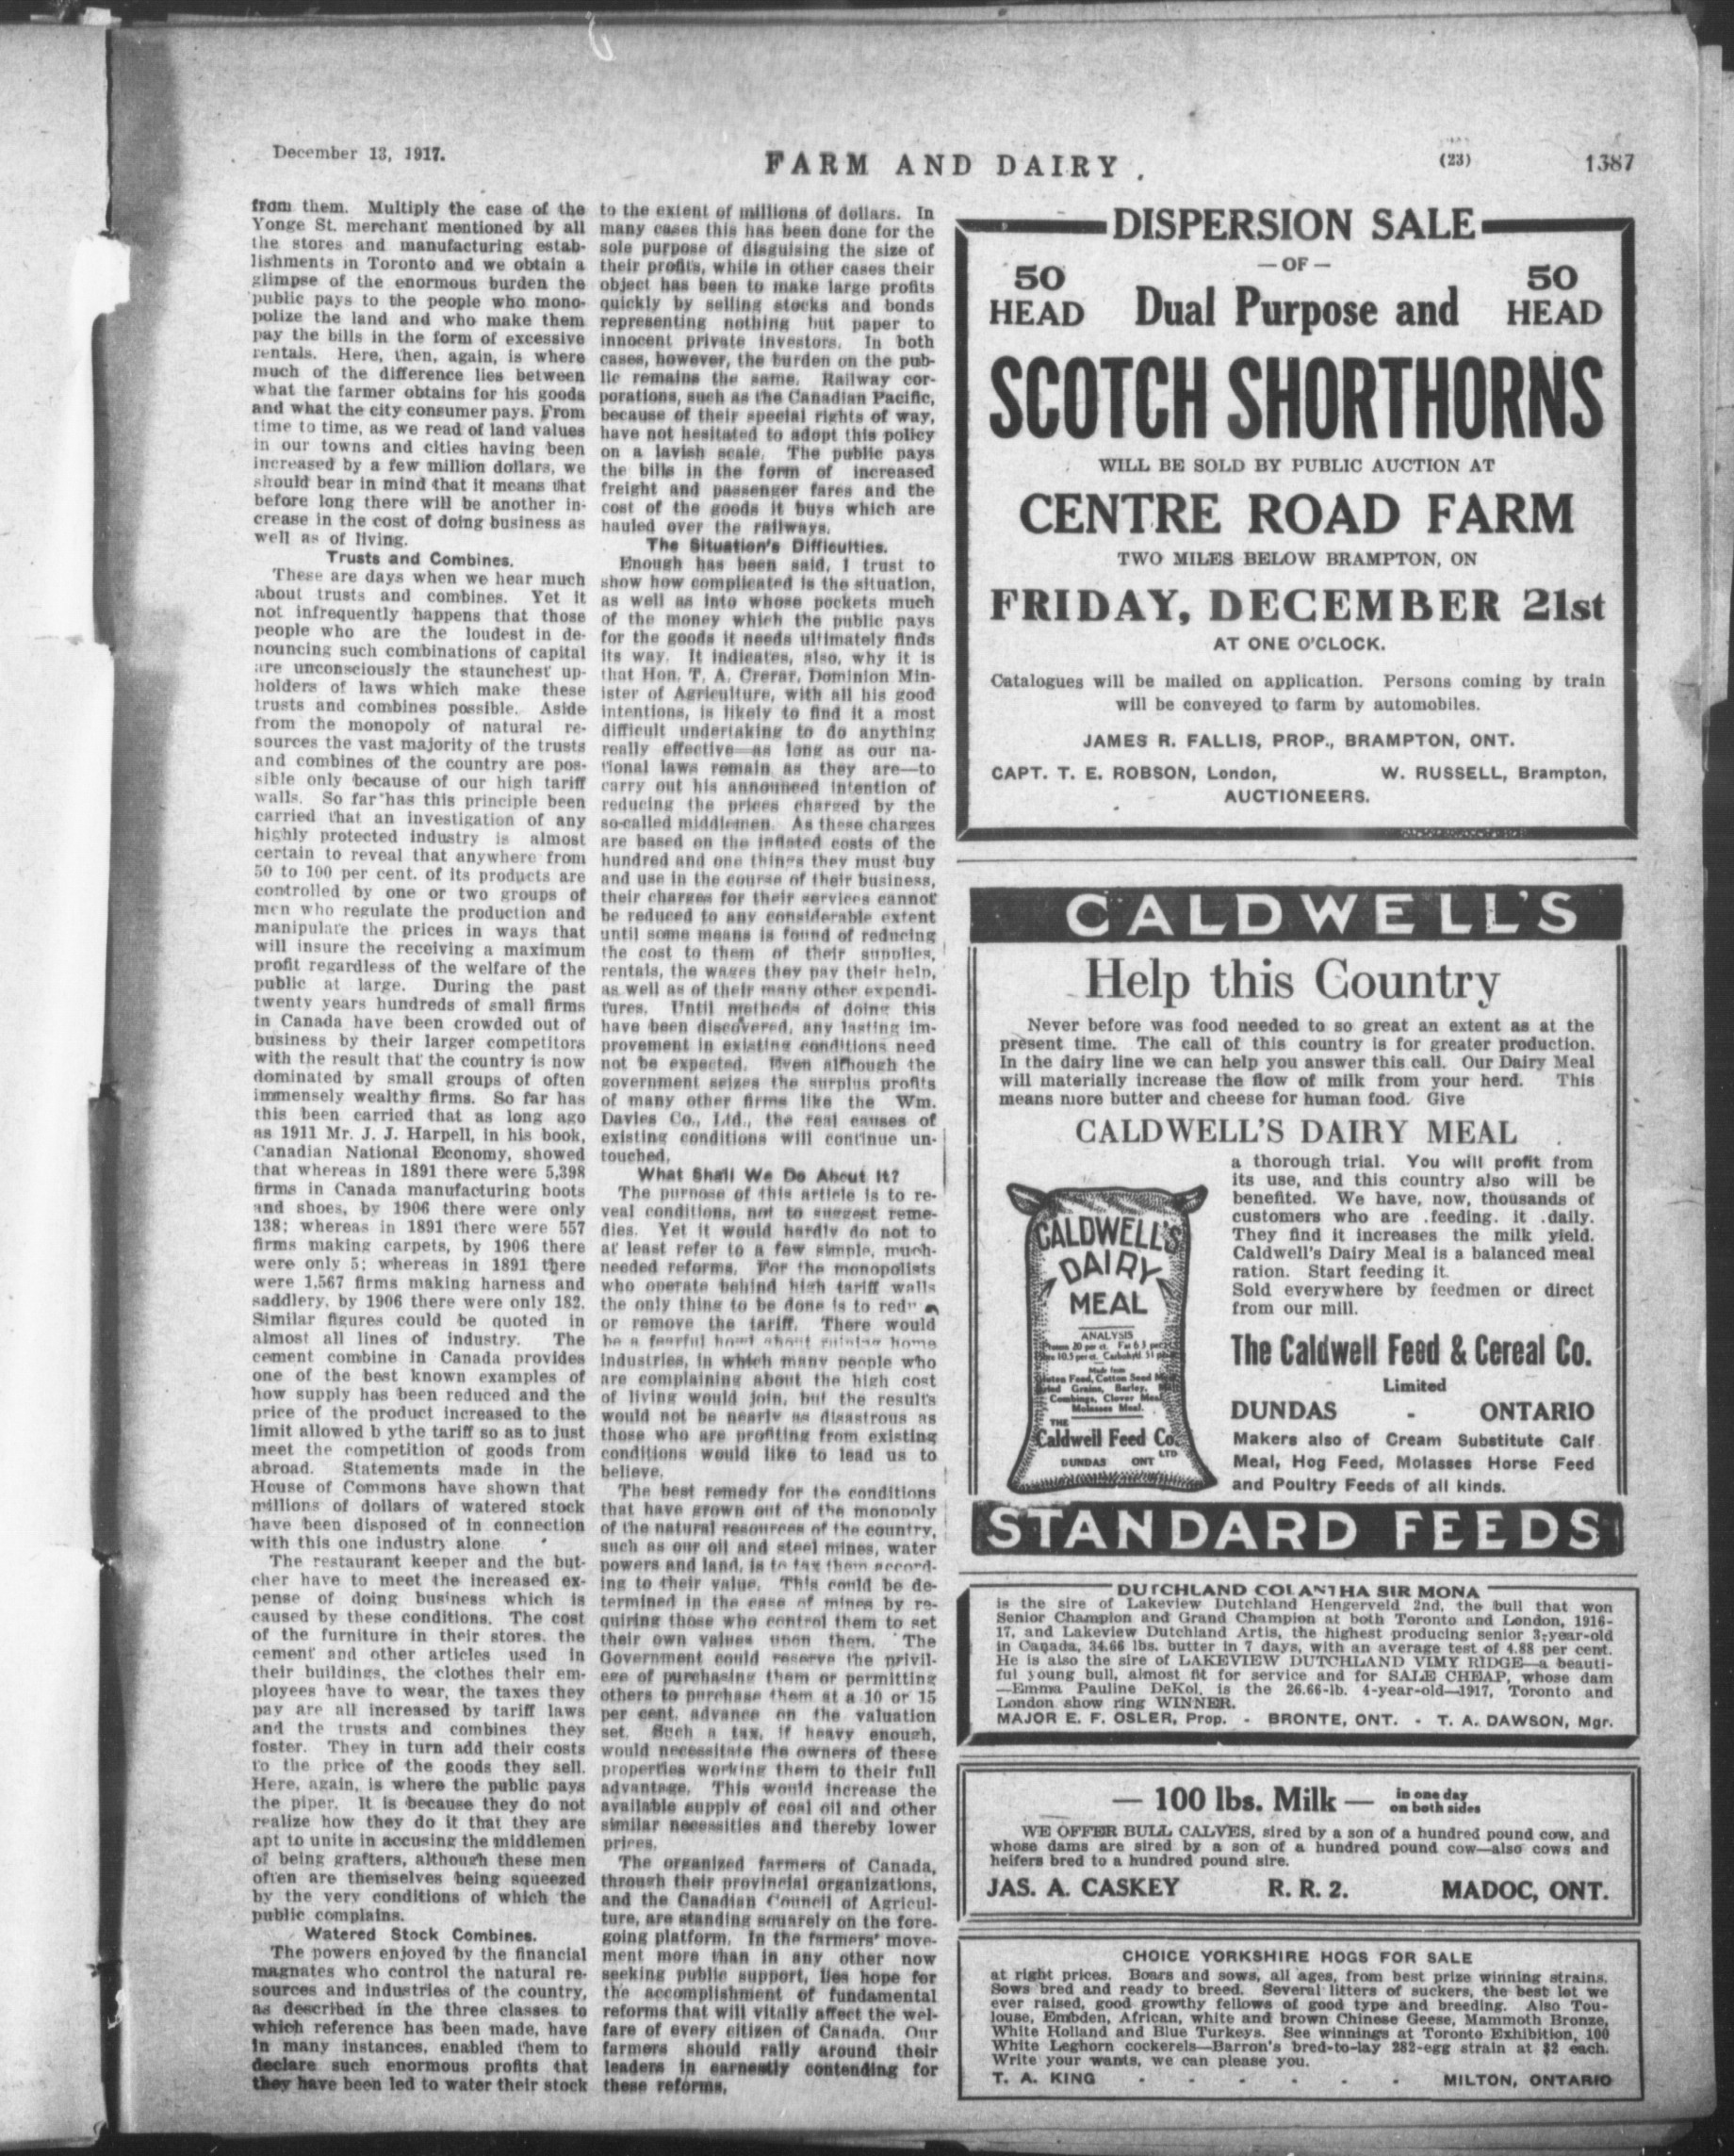 December 13, 1917.
FARM AND DAIRY
(23)
1387
from them. Multiply the case of the
Yonge St. merchant mentioned by all
the stores and manufacturing estab-
lishments in Toronto and we obtain a
glimpse of the enormous burden the
public pays to the people who mono-
polize the land and who make them
pay the bills in the form of excessive
rentals. Here, then, again, is where
much of the difference lies between
what the farmer obtains for his goods
and what the city consumer pays. From
time to time, as we read of land values
in our towns and cities having been
increased by a few million dollars, we
should bear in mind that it means that
before long there will be another in-
crease in the cost of doing business as
well as of living.
Trusts and Combines.
These are days when we hear much
about trusts and combines. Yet it
not infrequently happens that those
people who are the loudest in de-
nouncing such combinations of capital
are unconsciously the staunchest up-
holders of laws which make these
trusts and combines possible. Aside
from the monopoly of natural re-
sources the vast majority of the trusts
and combines of the country are pos-
sible only because of our high tariff
walls. So far has this principle been
carried that an investigation of any
highly protected industry is almost
certain to reveal that anywhere from
50 to 100 per cent. of its products are
controlled by one or two groups of
men who regulate the production and
manipulate the prices in ways that
will insure the receiving a maximum
profit regardless of the welfare of the
public at large. During the past
twenty years hundreds of small firms
in Canada have been crowded out of
business by their larger competitors
with the result that the country is now
dominated by small groups of often
immensely wealthy firms. So far has
this been carried that as long ago
as 1911 Mr. J. J. Harpell, in his book,
Canadian National Economy, showed
that whereas in 1891 there were 5,398
firms in Canada manufacturing boots
and shoes, by 1906 there were only
138; whereas in 1891 there were 557
firms making carpets, by 1906 there
were only 5; whereas in 1891 there
were 1,567 firms making harness and
saddlery, by 1906 there were only 182.
Similar figures could be quoted in
almost all lines of industry. The
cement combine in Canada provides
one of the best known examples of
how supply has been reduced and the
price of the product increased to the
limit allowed b ythe tariff so as to just
meet the competition of goods from
abroad. Statements made in the
House of Commons have shown that
millions of dollars of watered stock
have been disposed of in connection
with this one industry alone
The restaurant keeper and the but-
cher have to meet the increased ex-
pense of doing business which is
caused by these conditions. The cost
of the furniture in their stores, the
cement and other articles used in
their buildings, the clothes their em-
ployees have to wear, the taxes they
pay are all increased by tariff laws
and the trusts and combines they
foster. They in turn add their costs
to the price of the goods they sell.
Here, again, is where the public pays
the piper. It is because they do not
realize how they do it that they are
apt to unite in accusing the middlemen
of being grafters, although these men
often are themselves being squeezed
by the very conditions of which the
public complains.
Watered Stock Combines.
The powers enjoyed by the financial
magnates who control the natural re-
sources and industries of the country,
as described in the three classes to
which reference has been made, have
in many instances, enabled them to
declare such enormous profits that
they have been led to water their stock
to the extent of millions of dollars. In
many cases this has been done for the
sole purpose of disguising the size of
their profits, while in other cases their
object has been to make large profits
quickly by selling stocks and bonds
representing nothing but paper to
innocent private investors. In both
cases, however, the burden on the pub-
lic remains the same. Railway cor-
porations, such as the Canadian Pacific,
because of their special rights of way,
have not hesitated to adopt this policy
on a lavish scale. The public pays
the bills in the form of increased
freight and passenger fares and the
cost of the goods it buys which are
hauled over the railways.
The Situation's Difficulties.
Enough has been said, I trust to
show how complicated is the situation,
as well as into whose pockets much
of the money which the public pays
for the goods it needs ultimately finds
its way. It indicates, also, why it is
that Hon. T. A. Crerar, Dominion Min-
ister of Agriculture, with all his good
intentions, is likely to find it a most
difficult undertaking to do anything
really effective—as long as our na-
tional laws remain as they are—to
carry out his announced intention of
reducing the prices charged by the
so-called middlemen. As these charges
are based on the inflated costs of the
hundred and one things they must buy
and use in the course of their business,
their charges for their services cannot
be reduced to any considerable extent
until some means is found of reducing
the cost to them of their supplies,
rentals, the wages they pay their help,
as well as of their many other expendi-
tures. Until methods of doing this
have been discovered, any lasting im-
provement in existing conditions need
not be expected. Even although the
government seizes the surplus profits
of many other firms like the Wm.
Davies Co., Ltd., the real causes of
existing conditions will continue un-
touched.
What Shall We Do About It?
The purpose of this article is to re-
veal conditions, not to suggest reme-
dies. Yet it would hardly do not to
at least refer to a few simple, much-
needed reforms. For the monopolists
who operate behind high tariff walls
the only thing to be done is to
or remove the tariff. There would
be a fearful howl about ruining home
industries, in which many people who
are complaining about the high cost
of living would join, but the results
would not be nearly as disastrous as
those who are profiting from existing
conditions would like to lead us to
believe.
The best remedy for the conditions
that have grown out of the monopoly
of the natural resources of the country,
such as our oil and steel mines, water
powers and land, is to tax them accord-
ing to their value. This could be de-
termined in the case of mines by re-
quiring those who control them to set
their own values upon them. The
Government could reserve the privil-
ege of purchasing them or permitting
others to purchase them at a 10 or 15
per cent. advance on the valuation
set. Such a tax, if heavy enough,
would necessitate the owners of these
properties working them to their full
advantage. This would increase the
available supply of coal oil and other
similar necessities and thereby lower
prices.
The organized farmers of Canada,
through their provincial organizations,
and the Canadian Council of Agricul-
ture, are standing squarely on the fore-
going platform. In the farmers' move-
ment more than in any other now
seeking public support, lies hope for
the accomplishment of fundamental
reforms that will vitally affect the wel-
fare of every citizen of Canada. Our
farmers should rally around their
leaders in earnestly contending for
these reforms.
DISPERSION SALE
— OF —
50 HEAD
Dual Purpose and
50 HEAD
SCOTCH SHORTHORNS
WILL BE SOLD BY PUBLIC AUCTION AT
CENTRE ROAD FARM
TWO MILES BELOW BRAMPTON, ON
FRIDAY, DECEMBER 21st
AT ONE O'CLOCK.
Catalogues will be mailed on application. Persons coming by train
will be conveyed to farm by automobiles.
JAMES R. FALLIS, PROP., BRAMPTON, ONT.
CAPT. T. E. ROBSON, London, W. RUSSELL, Brampton,
AUCTIONEERS.
CALDWELL'S
Help this Country
Never before was food needed to so great an extent as at the
present time. The call of this country is for greater production.
In the dairy line we can help you answer this call. Our Dairy Meal
will materially increase the flow of milk from your herd. This
means more butter and cheese for human food. Give
CALDWELL'S DAIRY MEAL
a thorough trial. You will profit from
its use, and this country also will be
benefited. We have, now, thousands of
customers who are feeding it daily.
They find it increases the milk yield.
Caldwell's Dairy Meal is a balanced meal
ration. Start feeding it.
Sold everywhere by feedmen or direct
from our mill.
CALDWELL'S
DAIRY
MEAL
ANALYSIS
20 per ct. Fat 6.3 per
10.5 per ct. Carbohyd. 51
Made from
Feed, Cotton Seed
Grains, Barley,
Combings, Clover Meal
Molasses Meal.
THE
Caldwell Feed Co.
LTD
DUNDAS ONT
The Caldwell Feed & Cereal Co.
Limited
DUNDAS - ONTARIO
Makers also of Cream Substitute Calf
Meal, Hog Feed, Molasses Horse Feed
and Poultry Feeds of all kinds.
STANDARD FEEDS
DUTCHLAND COLANTHA SIR MONA
is the sire of Lakeview Dutchland Hengerveld 2nd, the bull that won
Senior Champion and Grand Champion at both Toronto and London, 1916-
17, and Lakeview Dutchland Artis, the highest producing senior 3-year-old
in Canada, 34.66 lbs. butter in 7 days, with an average test of 4.88 per cent.
He is also the sire of LAKEVIEW DUTCHLAND VIMY RIDGE—a beauti-
ful young bull, almost fit for service and for SALE CHEAP, whose dam
—Emma Pauline DeKol, is the 26.66-lb. 4-year-old—1917, Toronto and
London show ring WINNER.
MAJOR E. F. OSLER, Prop. - BRONTE, ONT. - T. A. DAWSON, Mgr.
— 100 lbs. Milk — in one day
on both sides
WE OFFER BULL CALVES, sired by a son of a hundred pound cow, and
whose dams are sired by a son of a hundred pound cow—also cows and
heifers bred to a hundred pound sire.
JAS. A. CASKEY R. R. 2. MADOC, ONT.
CHOICE YORKSHIRE HOGS FOR SALE
at right prices. Boars and sows, all ages, from best prize winning strains.
Sows bred and ready to breed. Several litters of suckers, the best lot we
ever raised, good growthy fellows of good type and breeding. Also Tou-
louse, Embden, African, white and brown Chinese Geese, Mammoth Bronze,
White Holland and Blue Turkeys. See winnings at Toronto Exhibition, 100
White Leghorn cockerels—Barron's bred-to-lay 282-egg strain at $2 each.
Write your wants, we can please you.
T. A. KING - - - - - - MILTON, ONTARIO